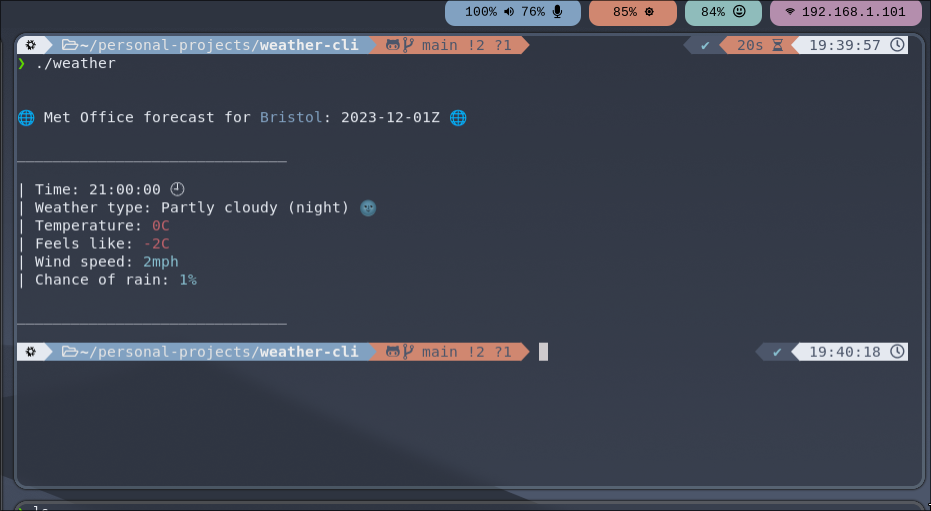 100% 76% 85% 84% 192.168.1.101
~/personal-projects/weather-cli main !2 ?1 ✔ 20s 19:39:57
❯ ./weather
🌐 Met Office forecast for Bristol: 2023-12-01Z 🌐
______________________________
| Time: 21:00:00 🕘
| Weather type: Partly cloudy (night) 🌚
| Temperature: 0C
| Feels like: -2C
| Wind speed: 2mph
| Chance of rain: 1%
______________________________
~/personal-projects/weather-cli main !2 ?1 ✔ 19:40:18